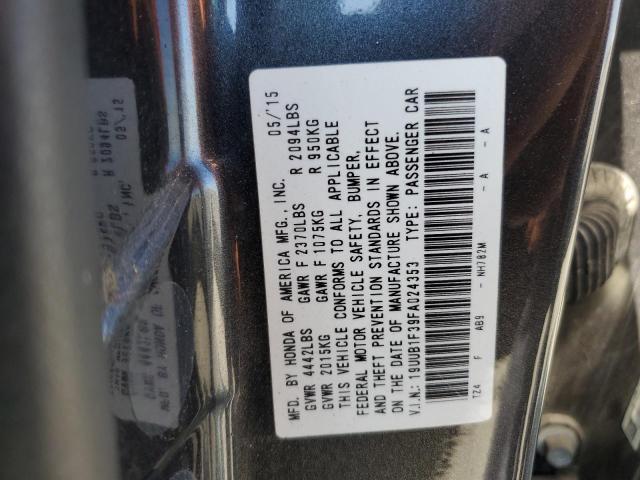 MFD. BY HONDA OF AMERICA MFG., INC. 05/'15
GVWR 4442LBS GAWR F 2370LBS R 2094LBS
GVWR 2015KG GAWR F 1075KG R 950KG
THIS VEHICLE CONFORMS TO ALL APPLICABLE
FEDERAL MOTOR VEHICLE SAFETY, BUMPER,
AND THEFT PREVENTION STANDARDS IN EFFECT
ON THE DATE OF MANUFACTURE SHOWN ABOVE.
V.I.N.: 19UUB1F39FA024353 TYPE: PASSENGER CAR
TZ4 F AB9 - NH782M - A - A